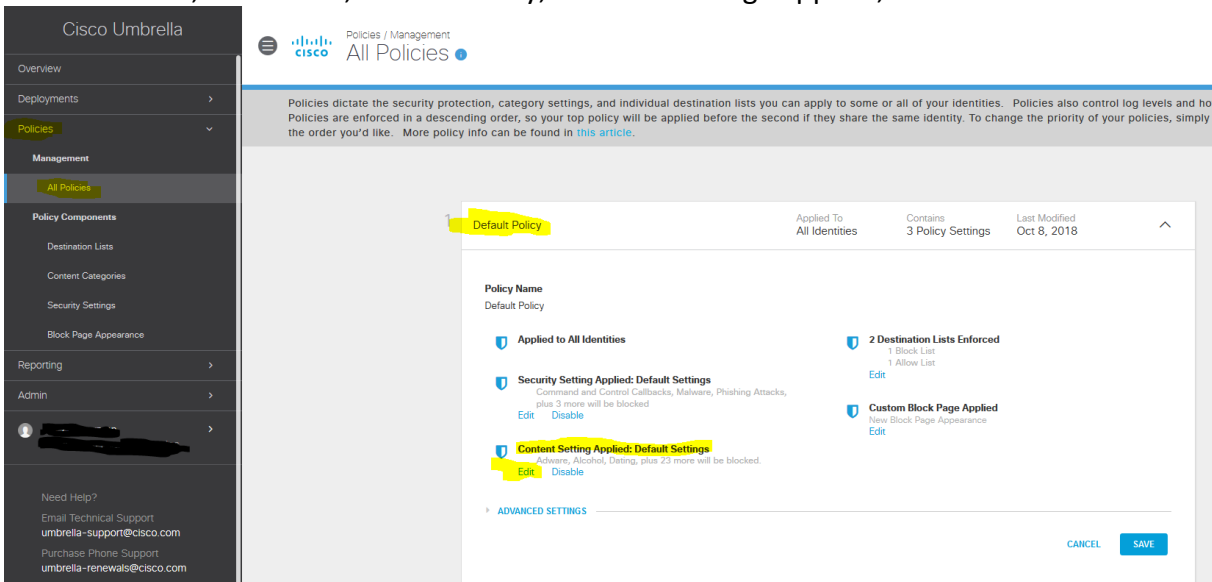 Cisco Umbrella
Overview
Deployments
Policies
Management
All Policies
Policy Components
Destination Lists
Content Categories
Security Settings
Block Page Appearance
Reporting
Admin
Need Help?
Email Technical Support
umbrella-support@cisco.com
Purchase Phone Support
umbrella-renewals@cisco.com
cisco
Policies / Management
All Policies
Policies dictate the security protection, category settings, and individual destination lists you can apply to some or all of your identities. Policies also control log levels and ho
Policies are enforced in a descending order, so your top policy will be applied before the second if they share the same identity. To change the priority of your policies, simply
the order you'd like. More policy info can be found in this article.
1
Default Policy
Applied To
All Identities
Contains
3 Policy Settings
Last Modified
Oct 8, 2018
Policy Name
Default Policy
Applied to All Identities
Security Setting Applied: Default Settings
Command and Control Callbacks, Malware, Phishing Attacks,
plus 3 more will be blocked
Edit Disable
Content Setting Applied: Default Settings
Adware, Alcohol, Dating, plus 23 more will be blocked.
Edit Disable
2 Destination Lists Enforced
1 Block List
1 Allow List
Edit
Custom Block Page Applied
New Block Page Appearance
Edit
ADVANCED SETTINGS
CANCEL SAVE